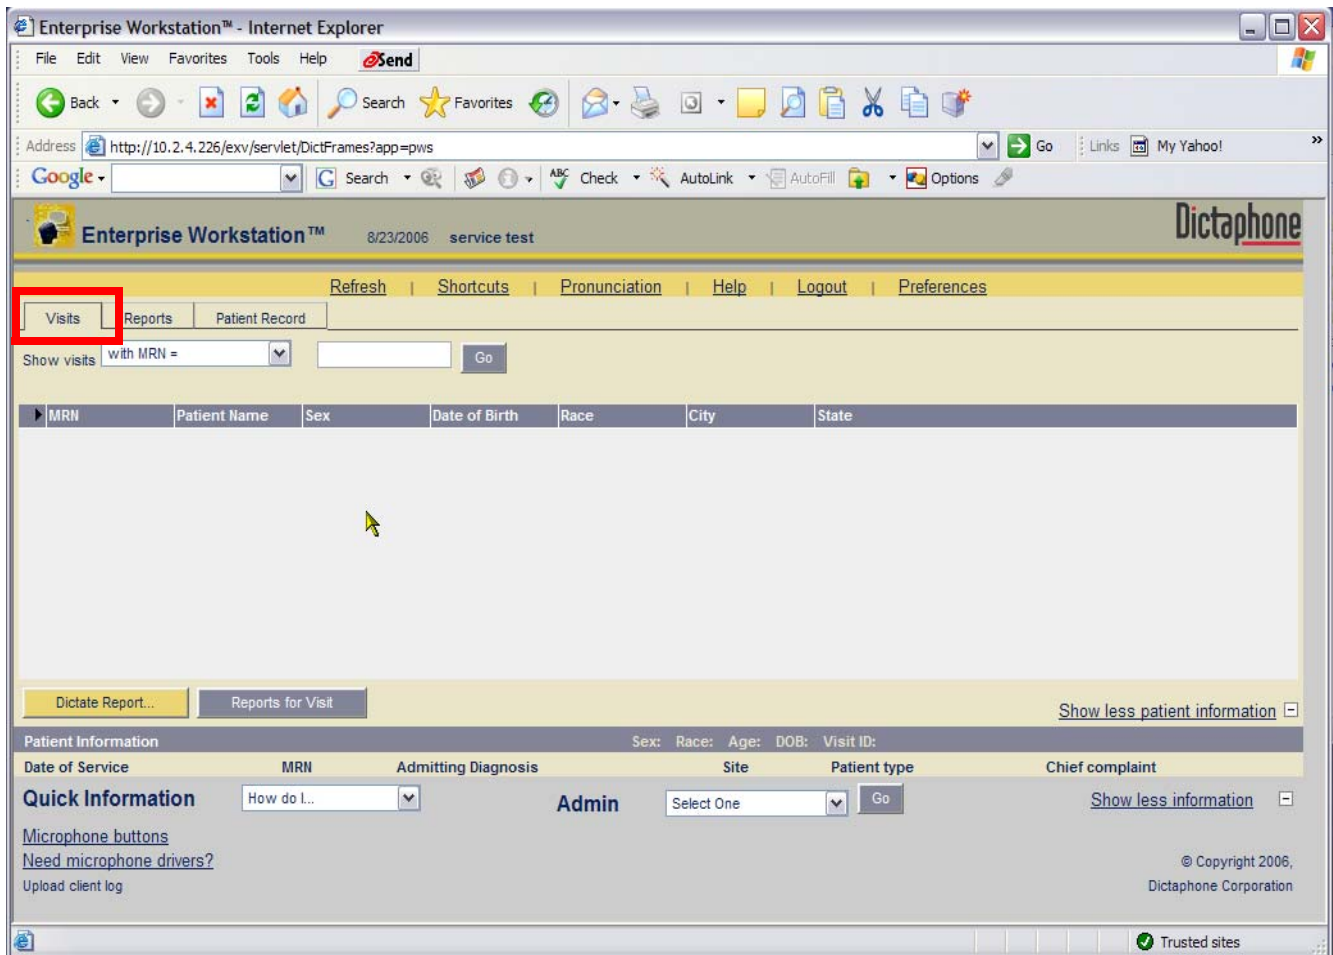 Enterprise Workstation™ - Internet Explorer
File Edit View Favorites Tools Help Send
Back Search Favorites
Address http://10.2.4.226/exv/servlet/DictFrames?app=pws Go Links My Yahoo! »
Google G Search ABC Check AutoLink AutoFill Options
Enterprise Workstation™ 8/23/2006 service test Dictaphone
Refresh | Shortcuts | Pronunciation | Help | Logout | Preferences
Visits Reports Patient Record
Show visits with MRN = Go
MRN Patient Name Sex Date of Birth Race City State
Dictate Report... Reports for Visit
Show less patient information
Patient Information Sex: Race: Age: DOB: Visit ID:
Date of Service MRN Admitting Diagnosis Site Patient type Chief complaint
Quick Information How do I... Admin Select One Go Show less information
Microphone buttons
Need microphone drivers?
Upload client log
© Copyright 2006,
Dictaphone Corporation
Trusted sites